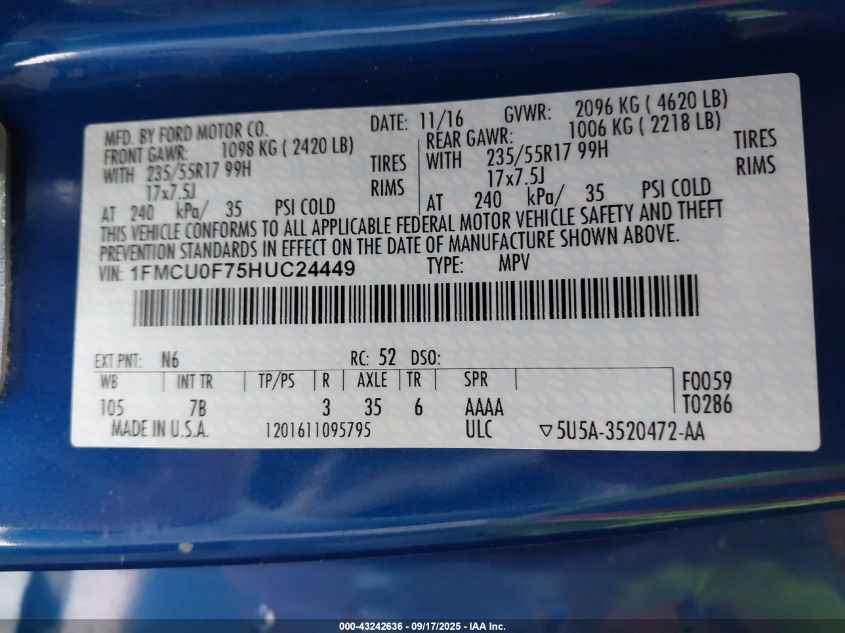 MFD. BY FORD MOTOR CO. DATE: 11/16 GVWR: 2096 KG ( 4620 LB)
FRONT GAWR: 1098 KG ( 2420 LB) REAR GAWR: 1006 KG ( 2218 LB)
WITH 235/55R17 99H TIRES WITH 235/55R17 99H TIRES
17x7.5J RIMS 17x7.5J RIMS
AT 240 kPa/ 35 PSI COLD AT 240 kPa/ 35 PSI COLD
THIS VEHICLE CONFORMS TO ALL APPLICABLE FEDERAL MOTOR VEHICLE SAFETY AND THEFT
PREVENTION STANDARDS IN EFFECT ON THE DATE OF MANUFACTURE SHOWN ABOVE.
VIN: 1FMCU0F75HUC24449 TYPE: MPV
EXT PNT: N6 RC: 52 DSO:
WB INT TR TP/PS R AXLE TR SPR F0059
105 7B 3 35 6 AAAA T0286
MADE IN U.S.A. 1201611095795 ULC ▽5U5A-3520472-AA
000-43242636 - 09/17/2025 - IAA Inc.